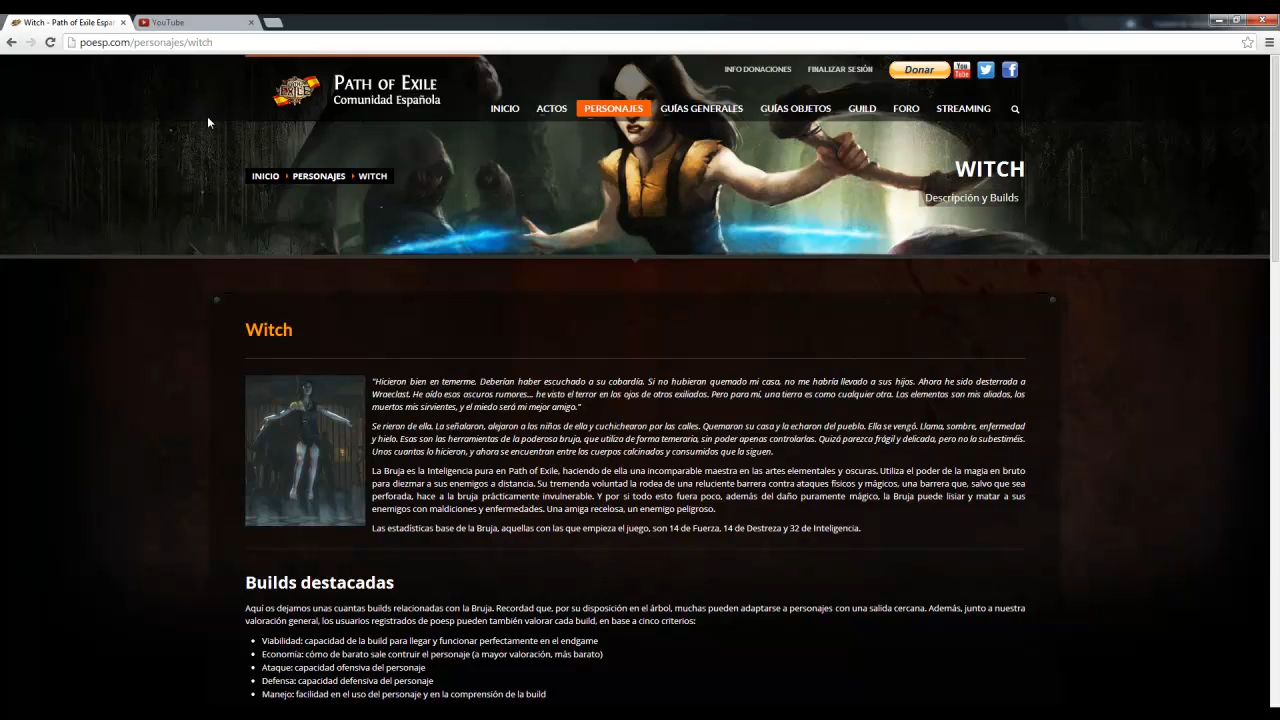 Witch - Path of Exile Espa
YouTube
poesp.com/personajes/witch
INFO DONACIONES
FINALIZAR SESIÓN
Donar
You
Tube
PATH OF EXILE
Comunidad Española
INICIO
ACTOS
PERSONAJES
GUÍAS GENERALES
GUÍAS OBJETOS
GUILD
FORO
STREAMING
INICIO
PERSONAJES
WITCH
WITCH
Descripción y Builds
Witch
"Hicieron bien en temerme. Deberían haber escuchado a su cobardía. Si no hubieran quemado mi casa, no me habría llevado a sus hijos. Ahora he sido desterrada a
Wraeclast. He oído esos oscuros rumores... he visto el terror en los ojos de otros exiliados. Pero para mí, una tierra es como cualquier otra. Los elementos son mis aliados, los
muertos mis sirvientes, y el miedo será mi mejor amigo."
Se rieron de ella. La señalaron, alejaron a los niños de ella y cuchichearon por las calles. Quemaron su casa y la echaron del pueblo. Ella se vengó. Llama, sombre, enfermedad
y hielo. Esas son las herramientas de la poderosa bruja, que utiliza de forma temeraria, sin poder apenas controlarlas. Quizá parezca frágil y delicada, pero no la subestiméis.
Unos cuantos lo hicieron, y ahora se encuentran entre los cuerpos calcinados y consumidos que la siguen.
La Bruja es la Inteligencia pura en Path of Exile, haciendo de ella una incomparable maestra en las artes elementales y oscuras. Utiliza el poder de la magia en bruto
para diezmar a sus enemigos a distancia. Su tremenda voluntad la rodea de una reluciente barrera contra ataques físicos y mágicos, una barrera que, salvo que sea
perforada, hace a la bruja prácticamente invulnerable. Y por si todo esto fuera poco, además del daño puramente mágico, la Bruja puede lisiar y matar a sus
enemigos con maldiciones y enfermedades. Una amiga recelosa, un enemigo peligroso.
Las estadísticas base de la Bruja, aquellas con las que empieza el juego, son 14 de Fuerza, 14 de Destreza y 32 de Inteligencia.
Builds destacadas
Aquí os dejamos unas cuantas builds relacionadas con la Bruja. Recordad que, por su disposición en el árbol, muchas pueden adaptarse a personajes con una salida cercana. Además, junto a nuestra
valoración general, los usuarios registrados de poesp pueden también valorar cada build, en base a cinco criterios:
Viabilidad: capacidad de la build para llegar y funcionar perfectamente en el endgame
Economía: cómo de barato sale contruir el personaje (a mayor valoración, más barato)
Ataque: capacidad ofensiva del personaje
Defensa: capacidad defensiva del personaje
Manejo: facilidad en el uso del personaje y en la comprensión de la build